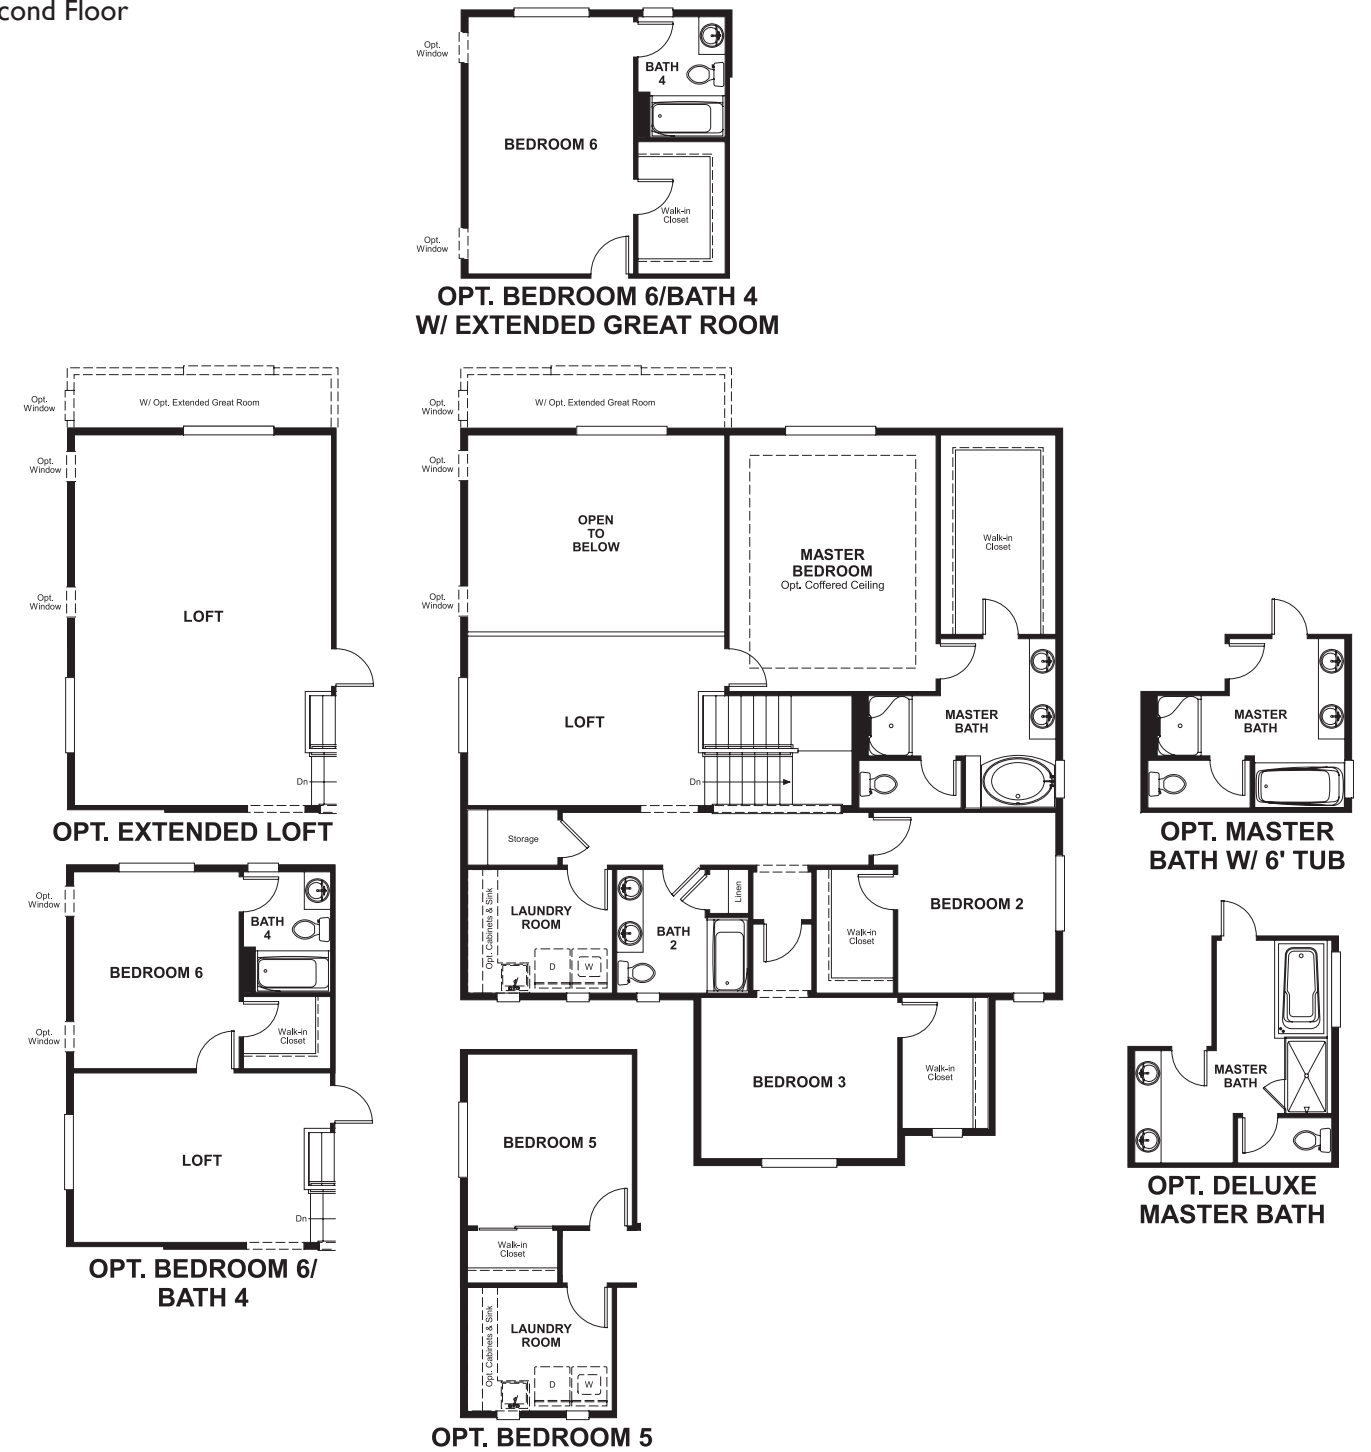 cond Floor
Opt.
Window
BATH
4
BEDROOM 6
Walk-in
Closet
Opt.
Window
OPT. BEDROOM 6/BATH 4
W/ EXTENDED GREAT ROOM
Opt.
Window
W/ Opt. Extended Great Room
Opt.
Window
LOFT
Opt.
Window
Dn
OPT. EXTENDED LOFT
Opt.
Window
W/ Opt. Extended Great Room
Opt.
Window
OPEN
TO
BELOW
Opt.
Window
MASTER
BEDROOM
Opt. Coffered Ceiling
Walk-in
Closet
LOFT
Dn
MASTER
BATH
Storage
LAUNDRY
ROOM
Opt. Cabinets & Sink
D
W
BATH
2
Linen
Walk-in
Closet
BEDROOM 2
BEDROOM 3
Walk-in
Closet
MASTER
BATH
OPT. MASTER
BATH W/ 6' TUB
Opt.
Window
BATH
4
BEDROOM 6
Opt.
Window
Walk-in
Closet
LOFT
Dn
OPT. BEDROOM 6/
BATH 4
BEDROOM 5
Walk-in
Closet
LAUNDRY
ROOM
Opt. Cabinets & Sink
D
W
OPT. BEDROOM 5
MASTER
BATH
OPT. DELUXE
MASTER BATH